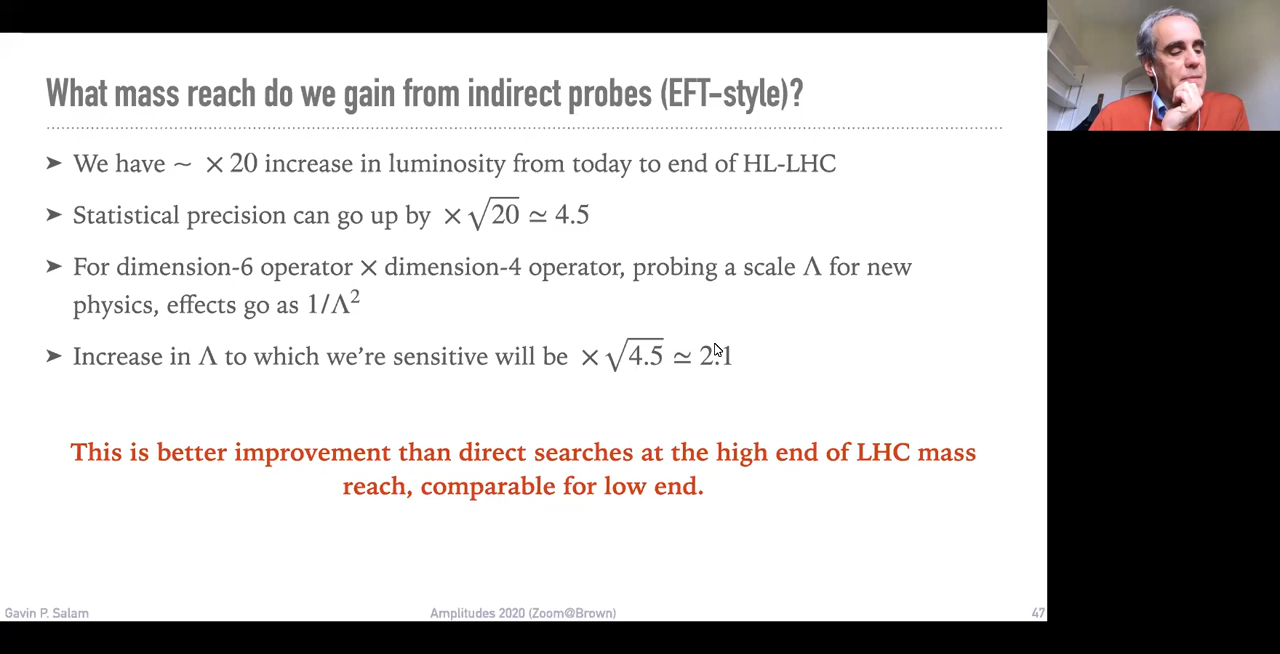 What mass reach do we gain from indirect probes (EFT-style)?
➤ We have ~ × 20 increase in luminosity from today to end of HL-LHC
➤ Statistical precision can go up by × √20 ≃ 4.5
➤ For dimension-6 operator × dimension-4 operator, probing a scale Λ for new
physics, effects go as 1/Λ²
➤ Increase in Λ to which we're sensitive will be × √4.5 ≃ 2.1
This is better improvement than direct searches at the high end of LHC mass
reach, comparable for low end.
Gavin P. Salam
Amplitudes 2020 (Zoom@Brown)
47